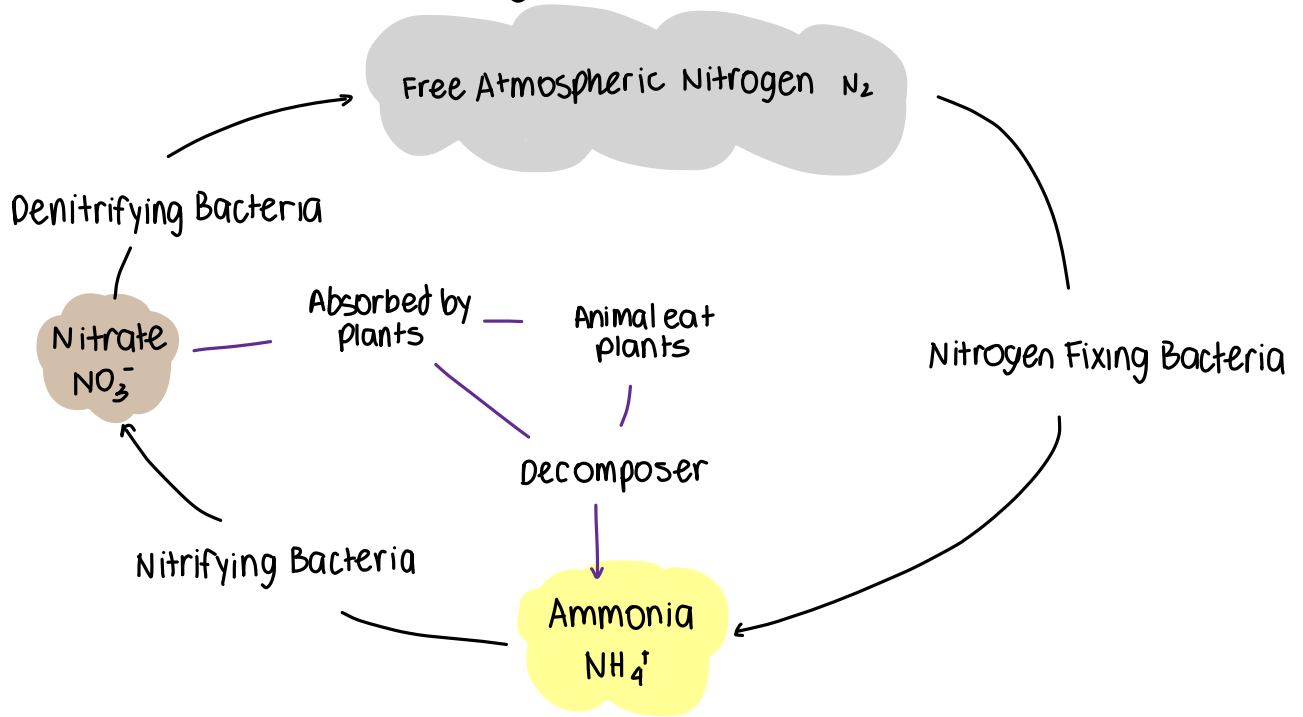 Free Atmospheric Nitrogen N₂
Denitrifying Bacteria
Absorbed by
plants
Animal eat
plants
Nitrate
NO₃⁻
Nitrogen Fixing Bacteria
Decomposer
Nitrifying Bacteria
Ammonia
NH₄⁺